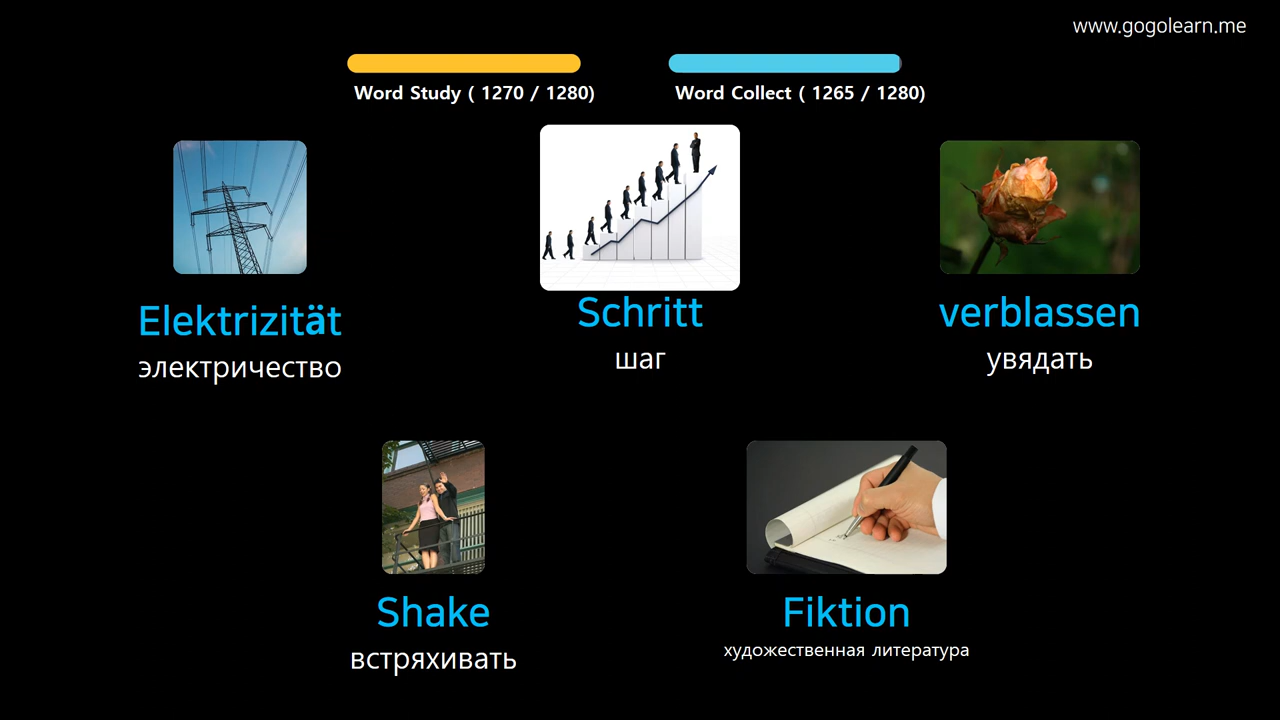 www.gogolearn.me
Word Study ( 1270 / 1280)
Word Collect ( 1265 / 1280)
Elektrizität
электричество
Schritt
шаг
verblassen
увядать
Shake
встряхивать
Fiktion
художественная литература